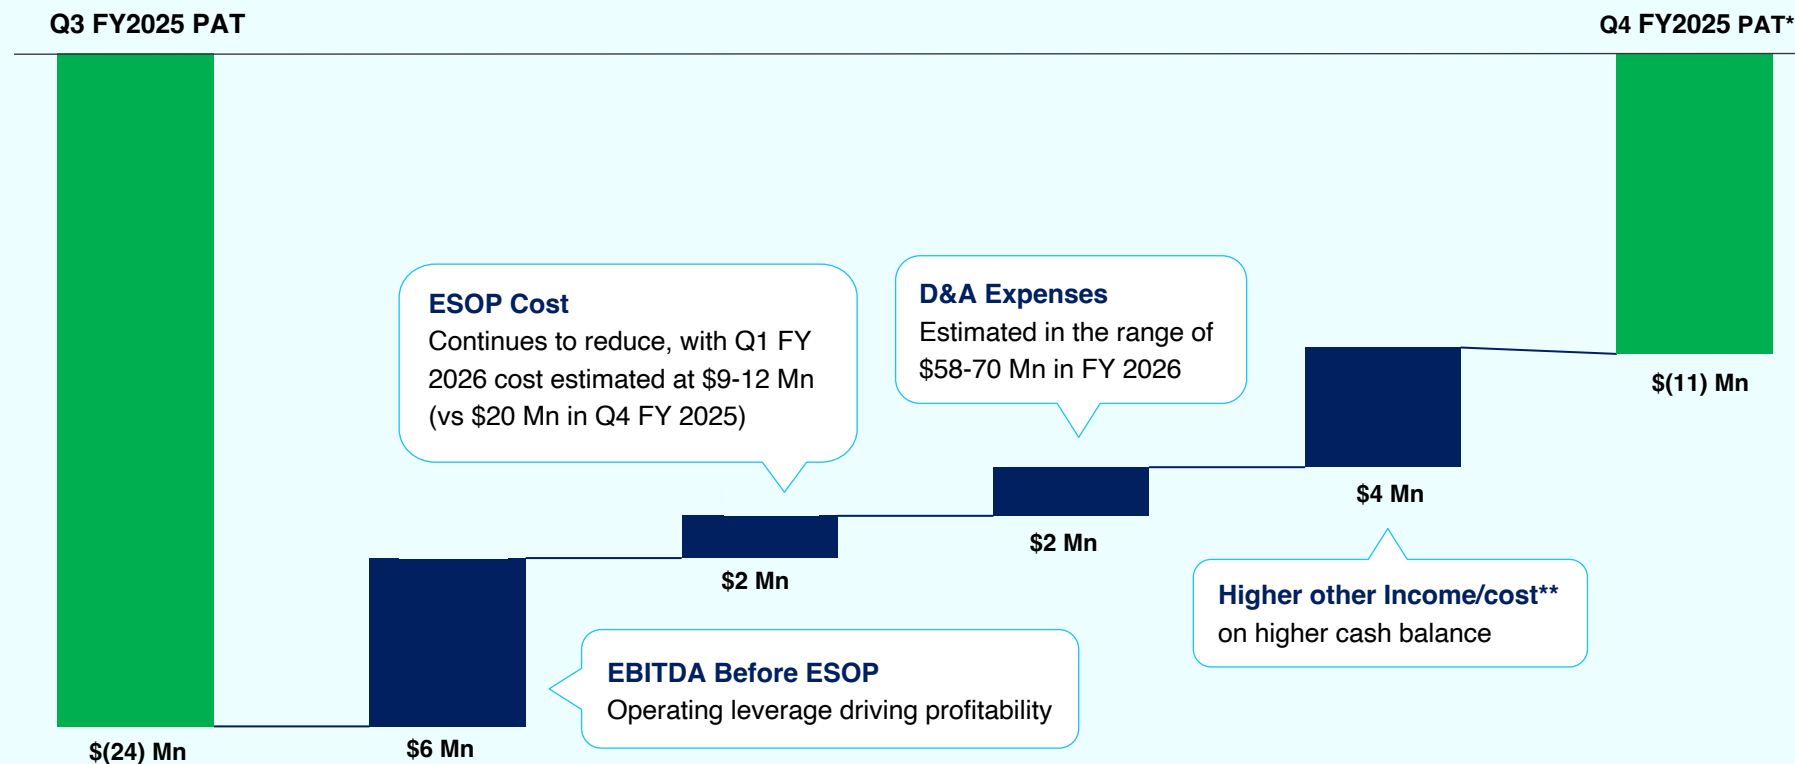 Q3 FY2025 PAT
Q4 FY2025 PAT*
ESOP Cost
Continues to reduce, with Q1 FY
2026 cost estimated at $9-12 Mn
(vs $20 Mn in Q4 FY 2025)
D&A Expenses
Estimated in the range of
$58-70 Mn in FY 2026
$(11) Mn
$4 Mn
$2 Mn
$2 Mn
Higher other Income/cost**
on higher cash balance
EBITDA Before ESOP
Operating leverage driving profitability
$(24) Mn
$6 Mn